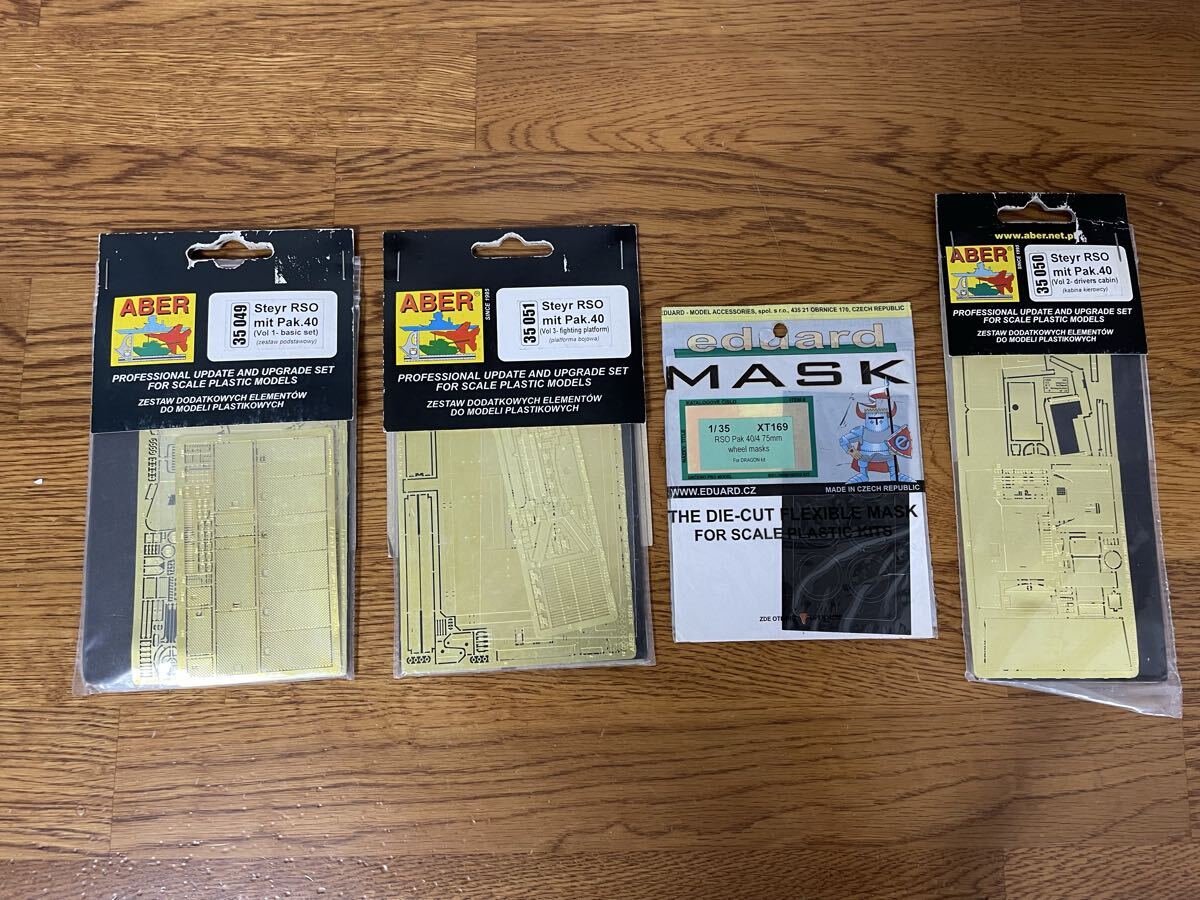 ABER
35 049
Steyr RSO
mit Pak.40
(Vol 1- basic set)
(zestaw podstawowy)
PROFESSIONAL UPDATE AND UPGRADE SET
FOR SCALE PLASTIC MODELS
ZESTAW DODATKOWYCH ELEMENTÓW
DO MODELI PLASTIKOWYCH
ABER
SINCE 1995
35 051
Steyr RSO
mit Pak.40
(Vol 3- fighting platform)
(platforma bojowa)
PROFESSIONAL UPDATE AND UPGRADE SET
FOR SCALE PLASTIC MODELS
ZESTAW DODATKOWYCH ELEMENTÓW
DO MODELI PLASTIKOWYCH
EDUARD - MODEL ACCESSORIES, spol. s r.o., 435 21 OBRNICE 170, CZECH REPUBLIC
eduard
MASK
KATALOGOVÉ ČÍSLO
1/35 XT169
RSO Pak 40/4 75mm
wheel masks
For DRAGON kit
WWW.EDUARD.CZ
MADE IN CZECH REPUBLIC
THE DIE-CUT FLEXIBLE MASK
FOR SCALE PLASTIC KITS
www.aber.net.pl
ABER
SINCE 1995
35 050
Steyr RSO
mit Pak.40
(Vol 2- drivers cabin)
(kabina kierowcy)
PROFESSIONAL UPDATE AND UPGRADE SET
FOR SCALE PLASTIC MODELS
ZESTAW DODATKOWYCH ELEMENTÓW
DO MODELI PLASTIKOWYCH